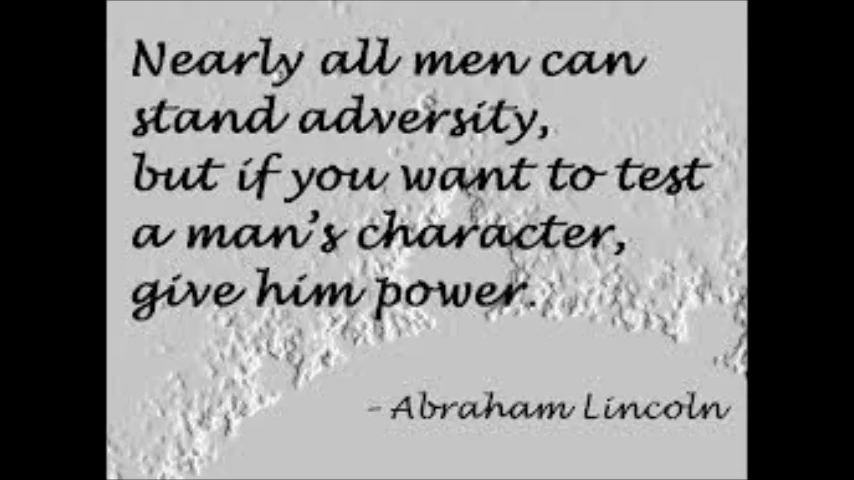 Nearly all men can
stand adversity,
but if you want to test
a man’s character,
give him power.
- Abraham Lincoln